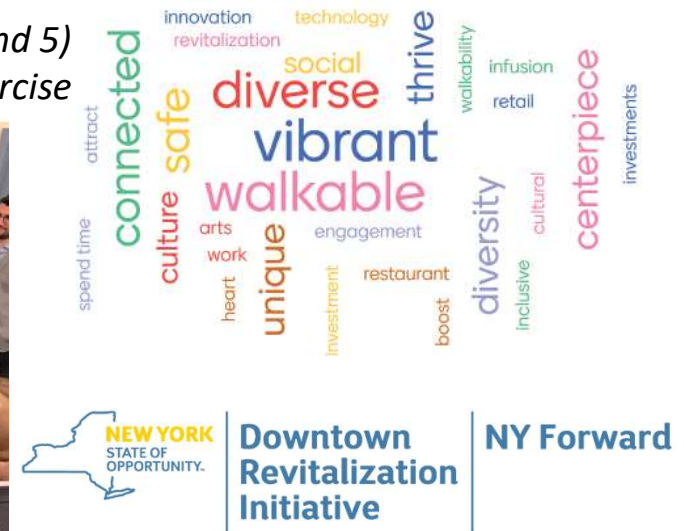 nd 5)
rcise
innovation
technology
revitalization
social
diverse
thrive
walkability
infusion
retail
centerpiece
investments
attract
connected
safe
vibrant
walkable
culture
arts
engagement
diversity
cultural
spend time
work
heart
unique
investment
restaurant
boost
inclusive
NEW YORK
STATE OF
OPPORTUNITY.
Downtown
Revitalization
Initiative
NY Forward